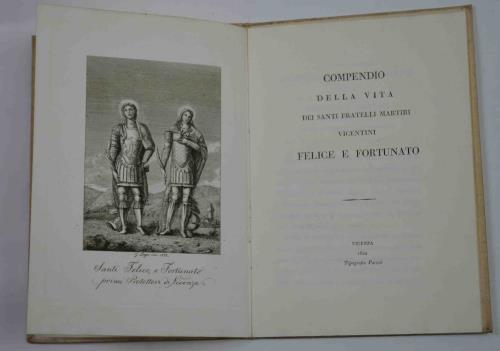 Santi Felice, e Fortunato
primi Protettori di Vicenza
COMPENDIO
DELLA VITA
DEI SANTI FRATELLI MARTIRI
VICENTINI
FELICE E FORTUNATO
VICENZA
Tipografia Paroni